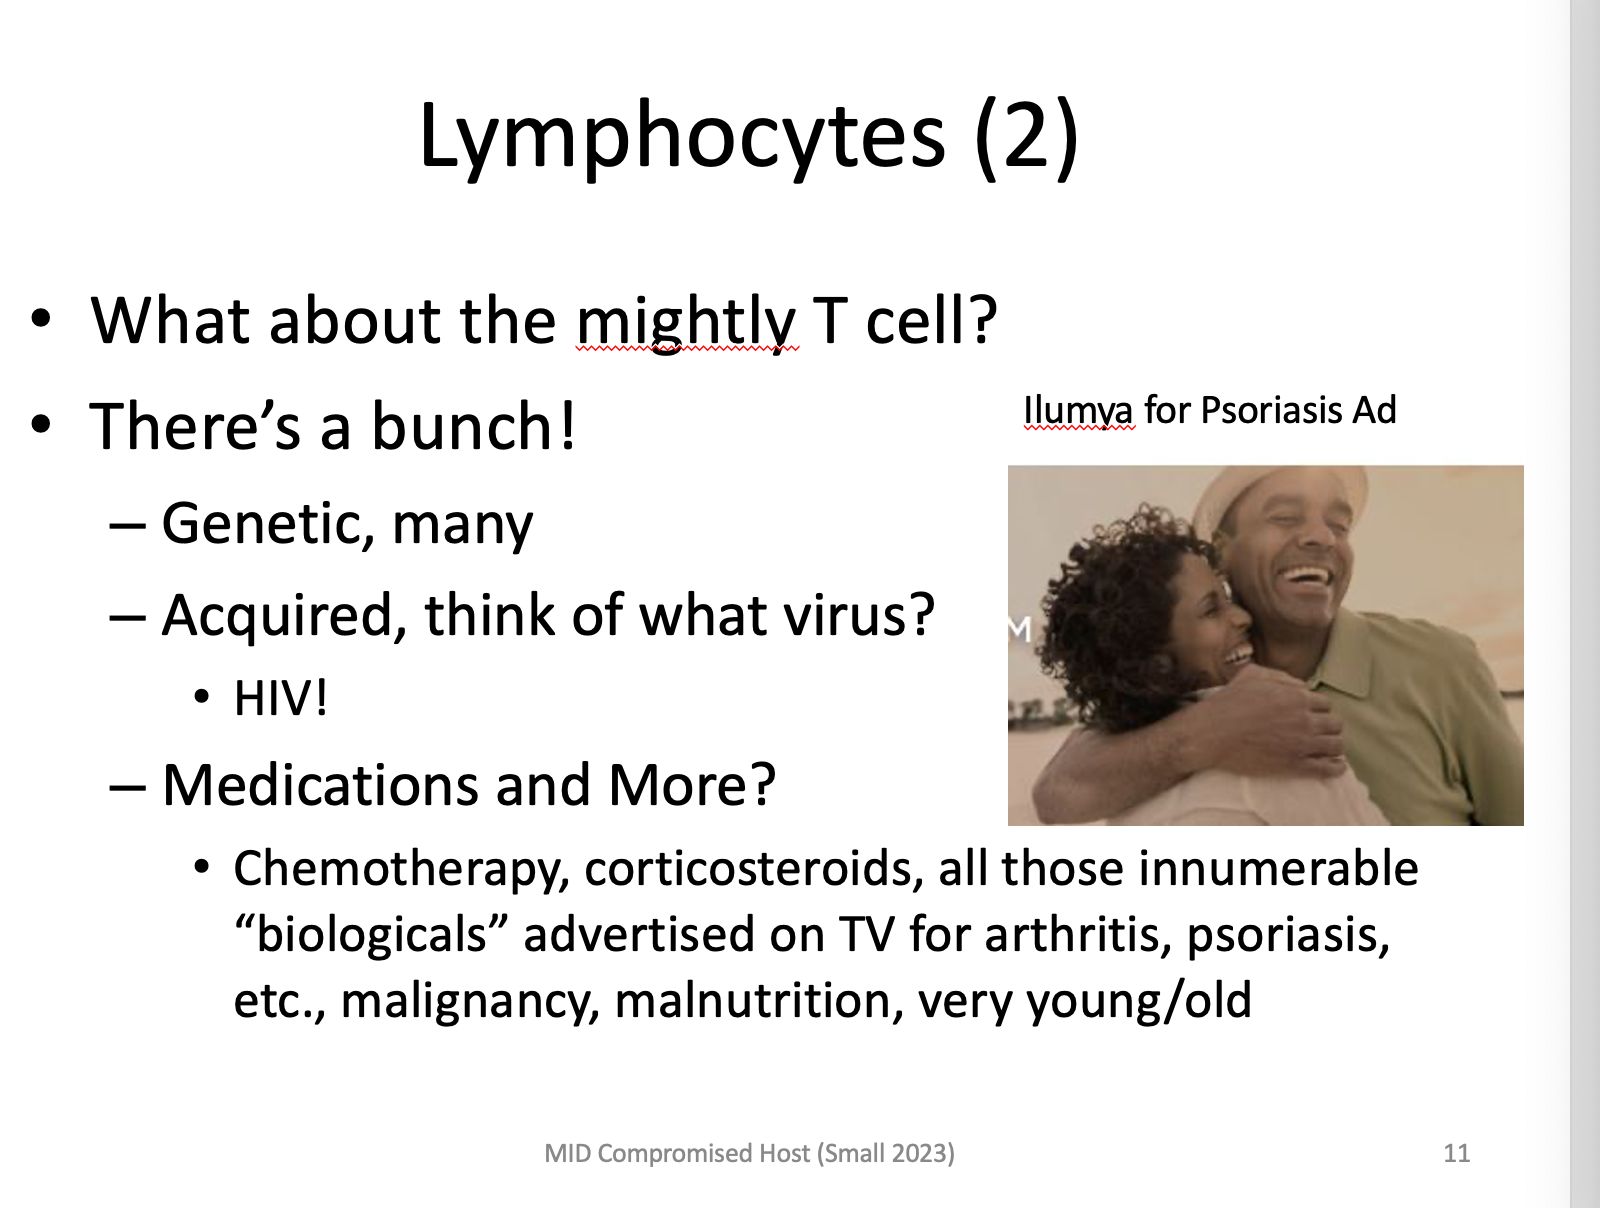 Lymphocytes (2)
• What about the mightly T cell?
• There’s a bunch!
Ilumya for Psoriasis Ad
– Genetic, many
– Acquired, think of what virus?
M
• HIV!
– Medications and More?
• Chemotherapy, corticosteroids, all those innumerable
“biologicals” advertised on TV for arthritis, psoriasis,
etc., malignancy, malnutrition, very young/old
MID Compromised Host (Small 2023)
11